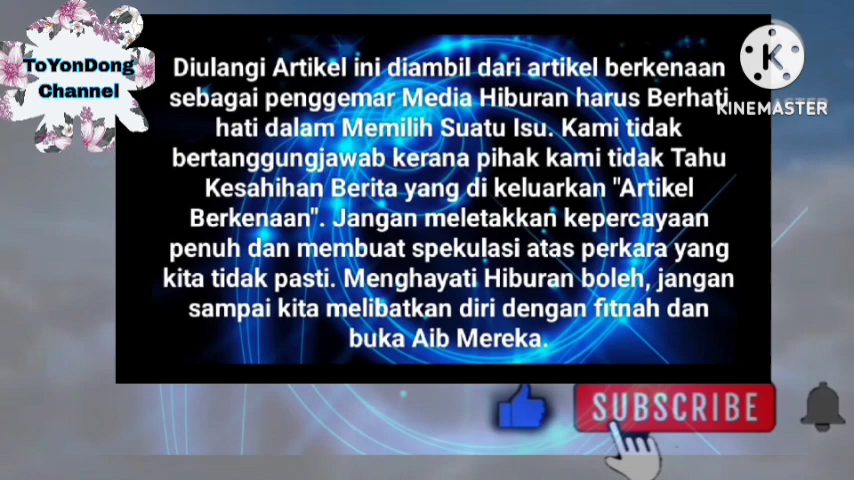 ToYonDong
Channel
Diulangi Artikel ini diambil dari artikel berkenaan
sebagai penggemar Media Hiburan harus Berhati
hati dalam Memilih Suatu Isu. Kami tidak
bertanggungjawab kerana pihak kami tidak Tahu
Kesahihan Berita yang di keluarkan "Artikel
Berkenaan". Jangan meletakkan kepercayaan
penuh dan membuat spekulasi atas perkara yang
kita tidak pasti. Menghayati Hiburan boleh, jangan
sampai kita melibatkan diri dengan fitnah dan
buka Aib Mereka.
K
KINEMASTER
SUBSCRIBE